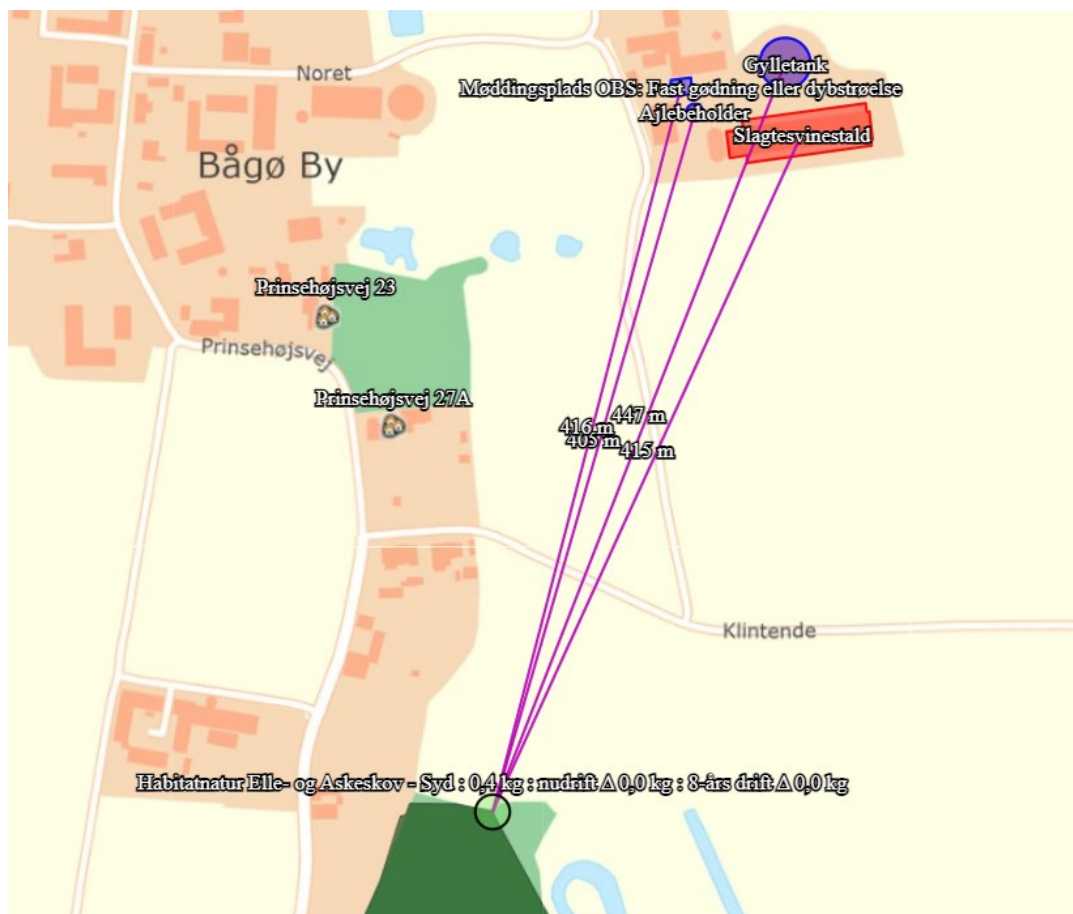 Gylletank
Noret
Møddingsplads OBS: Fast gødning eller dybstrøelse
Ajlebeholder
Slagtesvinestald
Bågø By
Prinsehøjsvej 23
Prinsehøjsvej
Prinsehøjsvej 27A
447 m
416 m
405 m
415 m
Klintende
Habitatnatur Elle- og Askeskov - Syd : 0,4 kg : nudrift Δ 0,0 kg : 8-års drift Δ 0,0 kg